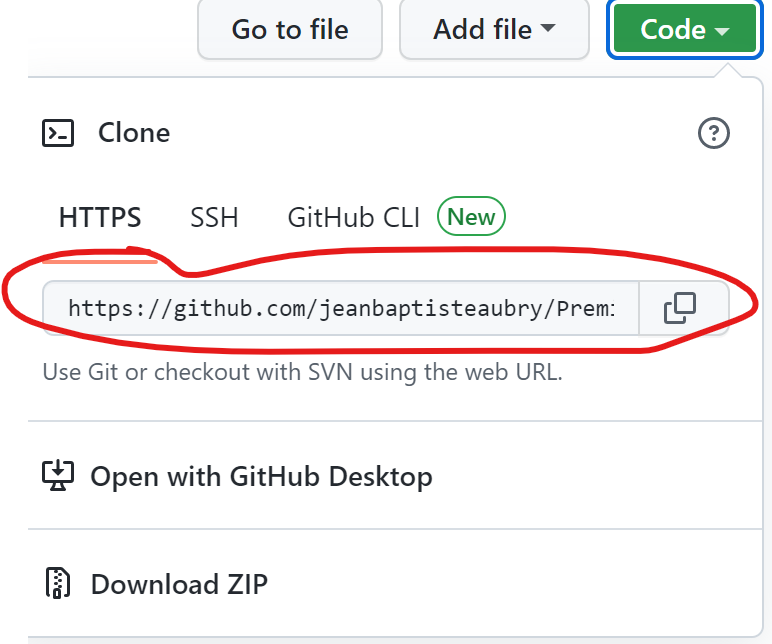 Go to file Add file Code
Clone
HTTPS SSH GitHub CLI New
https://github.com/jeanbaptisteaubry/Prem
Use Git or checkout with SVN using the web URL.
Open with GitHub Desktop
Download ZIP